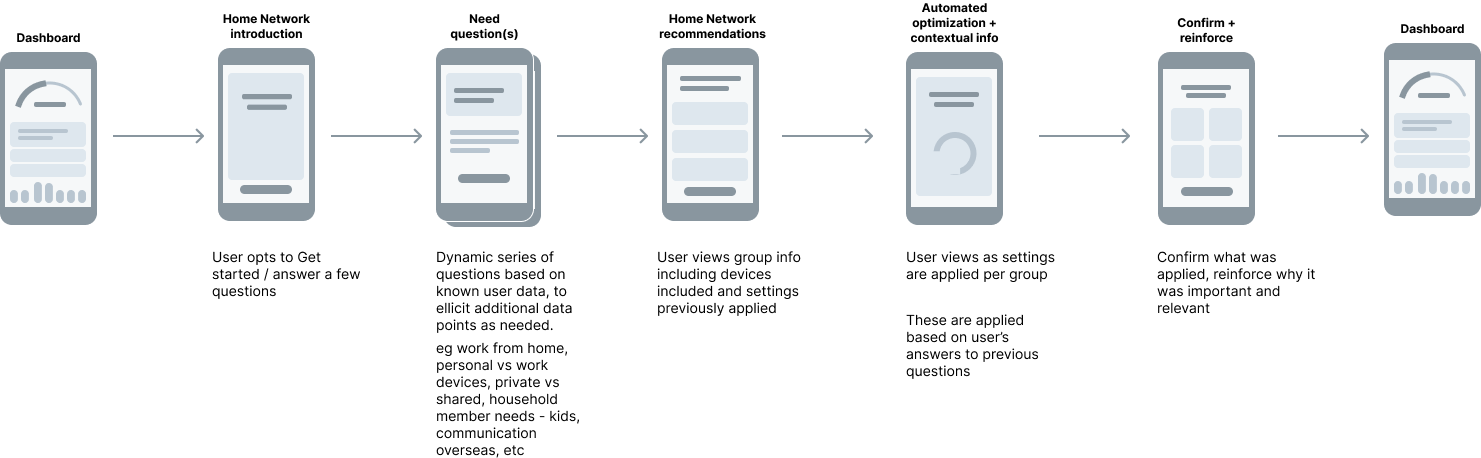 Dashboard
Home Network
introduction
Need
question(s)
Home Network
recommendations
Automated
optimization +
contextual info
Confirm +
reinforce
Dashboard
User opts to Get
started / answer a few
questions
Dynamic series of
questions based on
known user data, to
ellicit additional data
points as needed.
eg work from home,
personal vs work
devices, private vs
shared, household
member needs - kids,
communication
overseas, etc
User views group info
including devices
included and settings
previously applied
User views as settings
are applied per group
These are applied
based on user’s
answers to previous
questions
Confirm what was
applied, reinforce why it
was important and
relevant